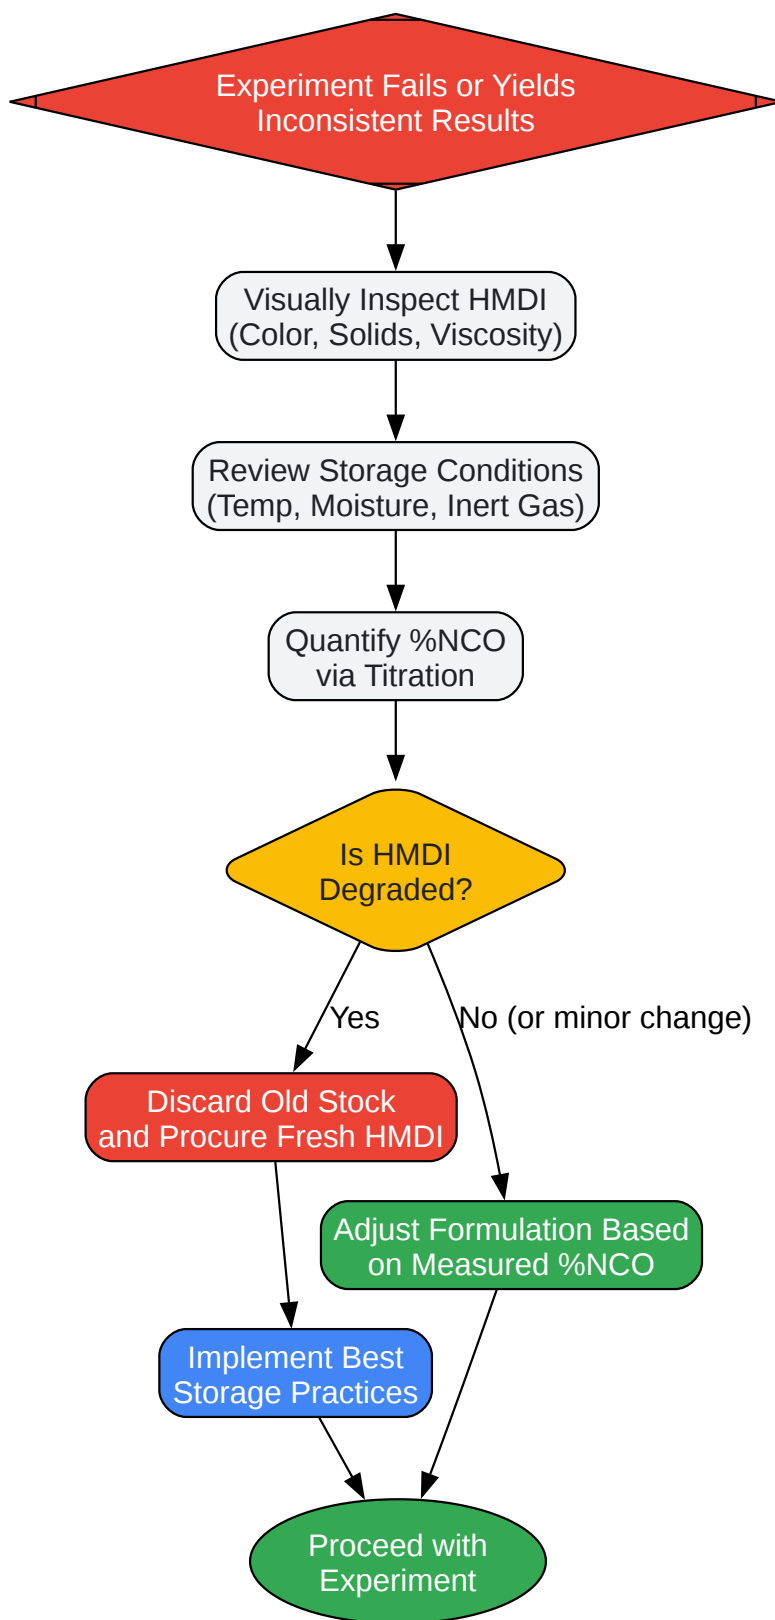 Experiment Fails or Yields
Inconsistent Results
Visually Inspect HMDI
(Color, Solids, Viscosity)
Review Storage Conditions
(Temp, Moisture, Inert Gas)
Quantify %NCO
via Titration
Is HMDI
Degraded?
Yes
No (or minor change)
Discard Old Stock
and Procure Fresh HMDI
Adjust Formulation Based
on Measured %NCO
Implement Best
Storage Practices
Proceed with
Experiment